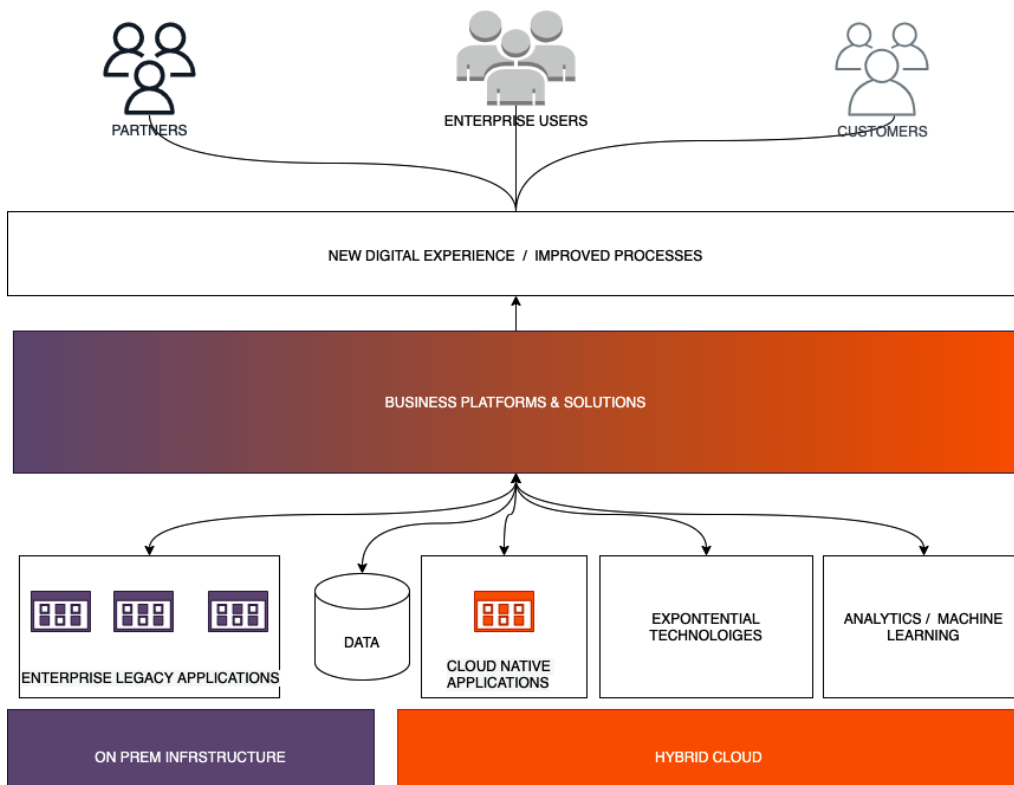 PARTNERS
ENTERPRISE USERS
CUSTOMERS
NEW DIGITAL EXPERIENCE / IMPROVED PROCESSES
BUSINESS PLATFORMS & SOLUTIONS
ENTERPRISE LEGACY APPLICATIONS
DATA
CLOUD NATIVE
APPLICATIONS
EXPONTENTIAL
TECHNOLOIGES
ANALYTICS / MACHINE
LEARNING
ON PREM INFRSTRUCTURE
HYBRID CLOUD